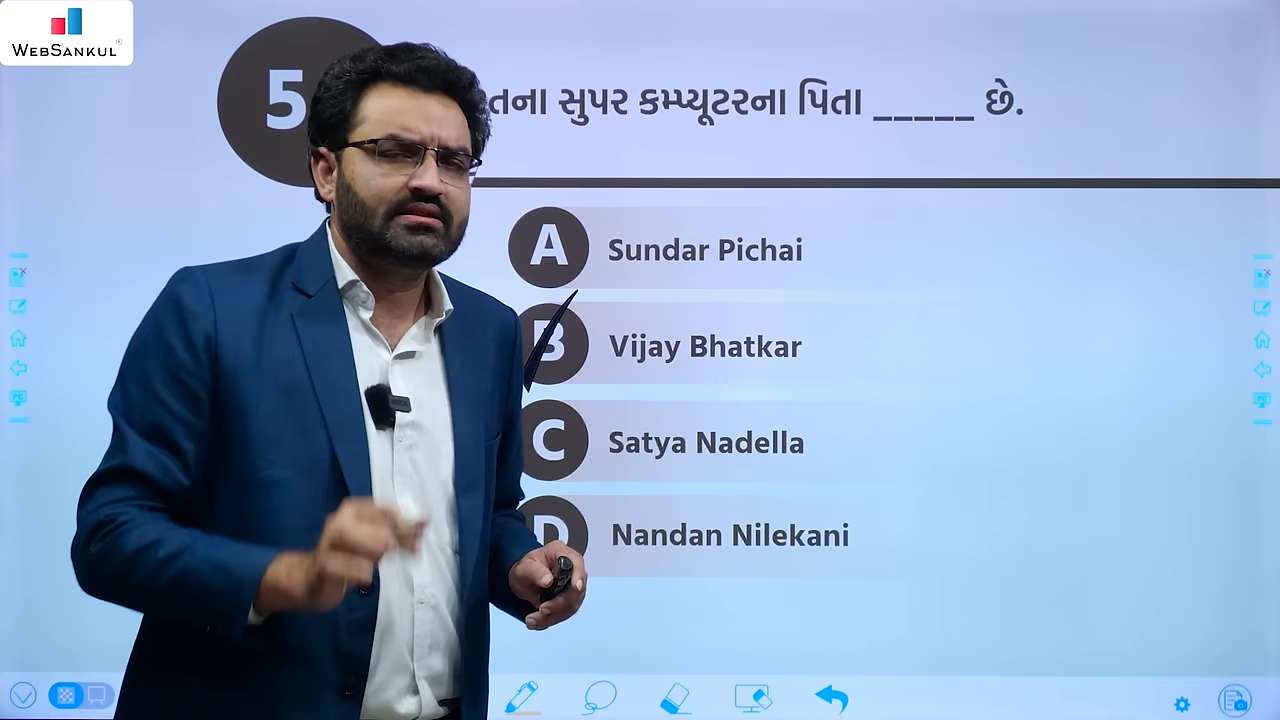 WEBSANKUL
5
તના સુપર કમ્પ્યૂટરના પિતા _____ છે.
A Sundar Pichai
B Vijay Bhatkar
C Satya Nadella
D Nandan Nilekani